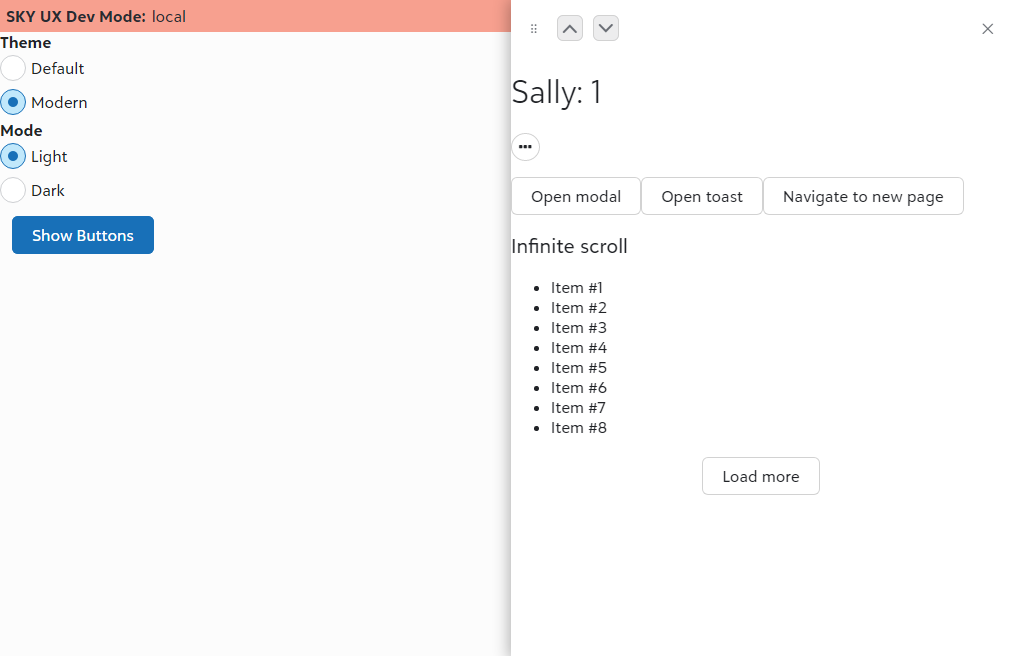 SKY UX Dev Mode: local
Theme
Default
Modern
Mode
Light
Dark
Show Buttons
Sally: 1
Open modal
Open toast
Navigate to new page
Infinite scroll
Item #1
Item #2
Item #3
Item #4
Item #5
Item #6
Item #7
Item #8
Load more